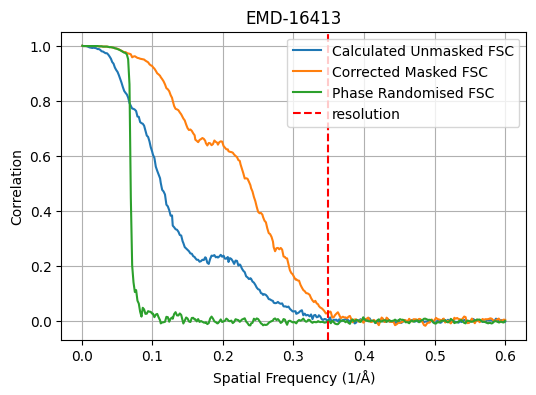 EMD-16413
Calculated Unmasked FSC
Corrected Masked FSC
Phase Randomised FSC
resolution
Correlation
1.0
0.8
0.6
0.4
0.2
0.0
0.0 0.1 0.2 0.3 0.4 0.5 0.6
Spatial Frequency (1/Å)